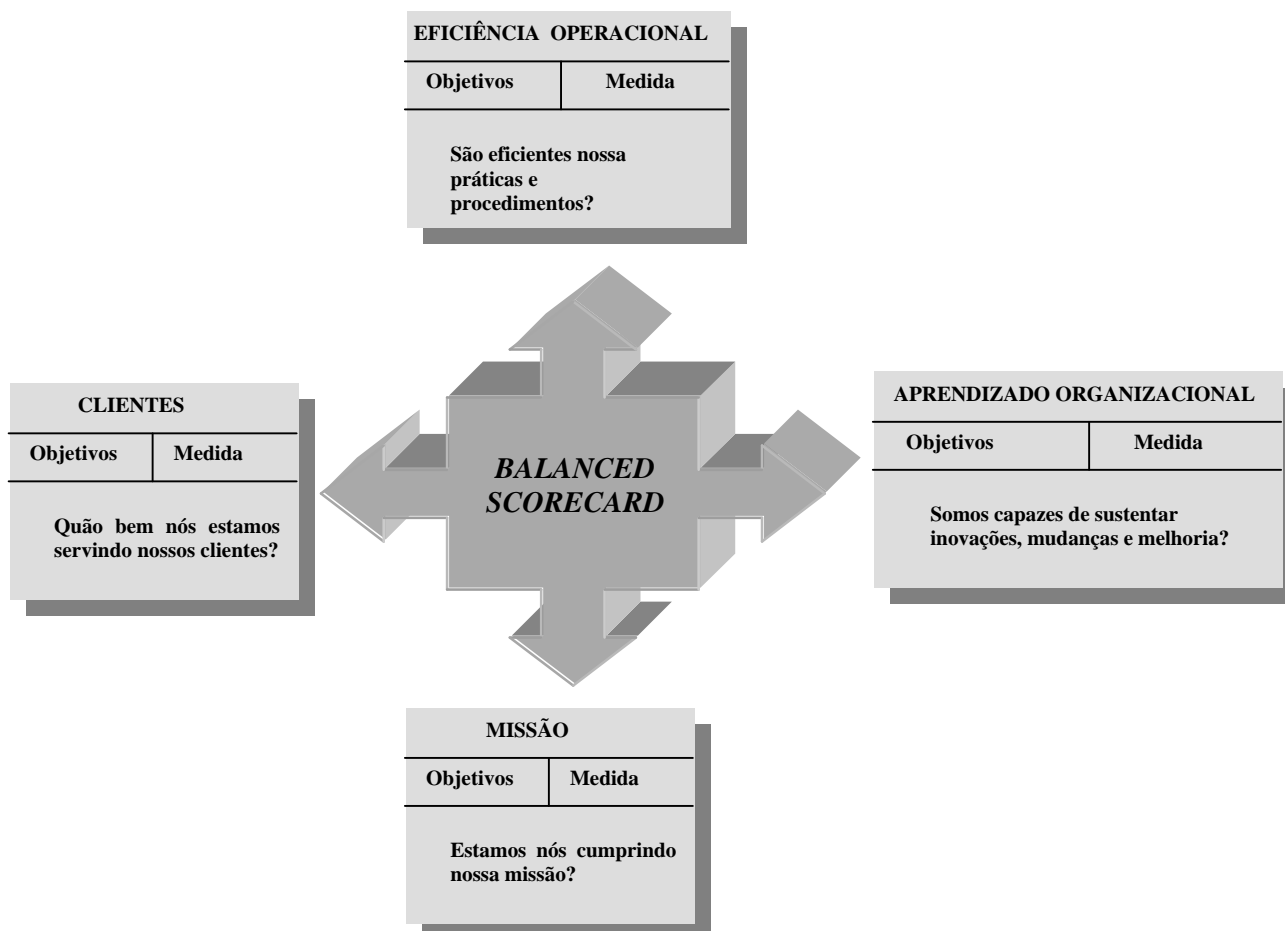 EFICIÊNCIA OPERACIONAL
Objetivos Medida
São eficientes nossa
práticas e
procedimentos?
CLIENTES
Objetivos Medida
Quão bem nós estamos
servindo nossos clientes?
BALANCED
SCORECARD
APRENDIZADO ORGANIZACIONAL
Objetivos Medida
Somos capazes de sustentar
inovações, mudanças e melhoria?
MISSÃO
Objetivos Medida
Estamos nós cumprindo
nossa missão?